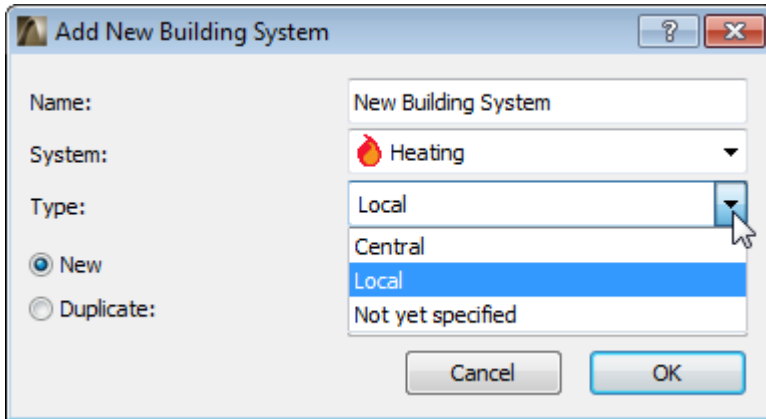 Add New Building System
?
Name:
New Building System
System:
Heating
Type:
Local
Central
New
Local
Duplicate:
Not yet specified
Cancel
OK